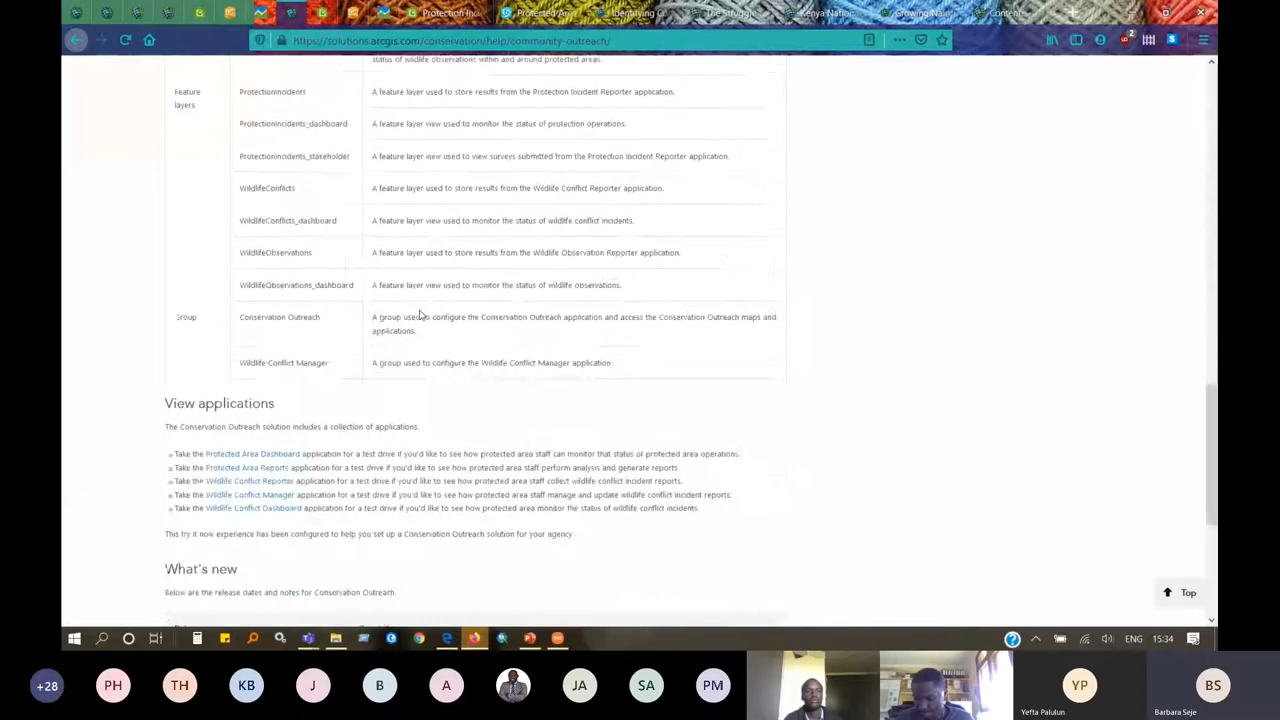 Protection Inci
Protected Ar
Identifying Co
The Struggle
Kenya Nation
Growing Nai
Content
https://solutions.arcgis.com/conservation/help/community-outreach/
2
status of wildlife observations within and around protected areas.
Feature layers
ProtectionIncidents
A feature layer used to store results from the Protection Incident Reporter application.
ProtectionIncidents_dashboard
A feature layer view used to monitor the status of protection operations.
ProtectionIncidents_stakeholder
A feature layer view used to view surveys submitted from the Protection Incident Reporter application.
WildlifeConflicts
A feature layer used to store results from the Wildlife Conflict Reporter application.
WildlifeConflicts_dashboard
A feature layer view used to monitor the status of wildlife conflict incidents.
WildlifeObservations
A feature layer used to store results from the Wildlife Observation Reporter application.
WildlifeObservations_dashboard
A feature layer view used to monitor the status of wildlife observations.
Group
Conservation Outreach
A group used to configure the Conservation Outreach application and access the Conservation Outreach maps and
applications.
Wildlife Conflict Manager
A group used to configure the Wildlife Conflict Manager application.
View applications
The Conservation Outreach solution includes a collection of applications.
Take the Protected Area Dashboard application for a test drive if you'd like to see how protected area staff can monitor that status of protected area operations.
Take the Protected Area Reports application for a test drive if you'd like to see how protected area staff perform analysis and generate reports
Take the Wildlife Conflict Reporter application for a test drive if you'd like to see how protected area staff collect wildlife conflict incident reports.
Take the Wildlife Conflict Manager application for a test drive if you'd like to see how protected area staff manage and update wildlife conflict incident reports.
Take the Wildlife Conflict Dashboard application for a test drive if you'd like to see how protected area monitor the status of wildlife conflict incidents.
This try it now experience has been configured to help you set up a Conservation Outreach solution for your agency.
What's new
Below are the release dates and notes for Conservation Outreach.
Top
ENG
15:34
+28
PH
TH
KB
J
B
A
JA
SA
PM
YP
BS
Yefta Palulun
Barbara Seje